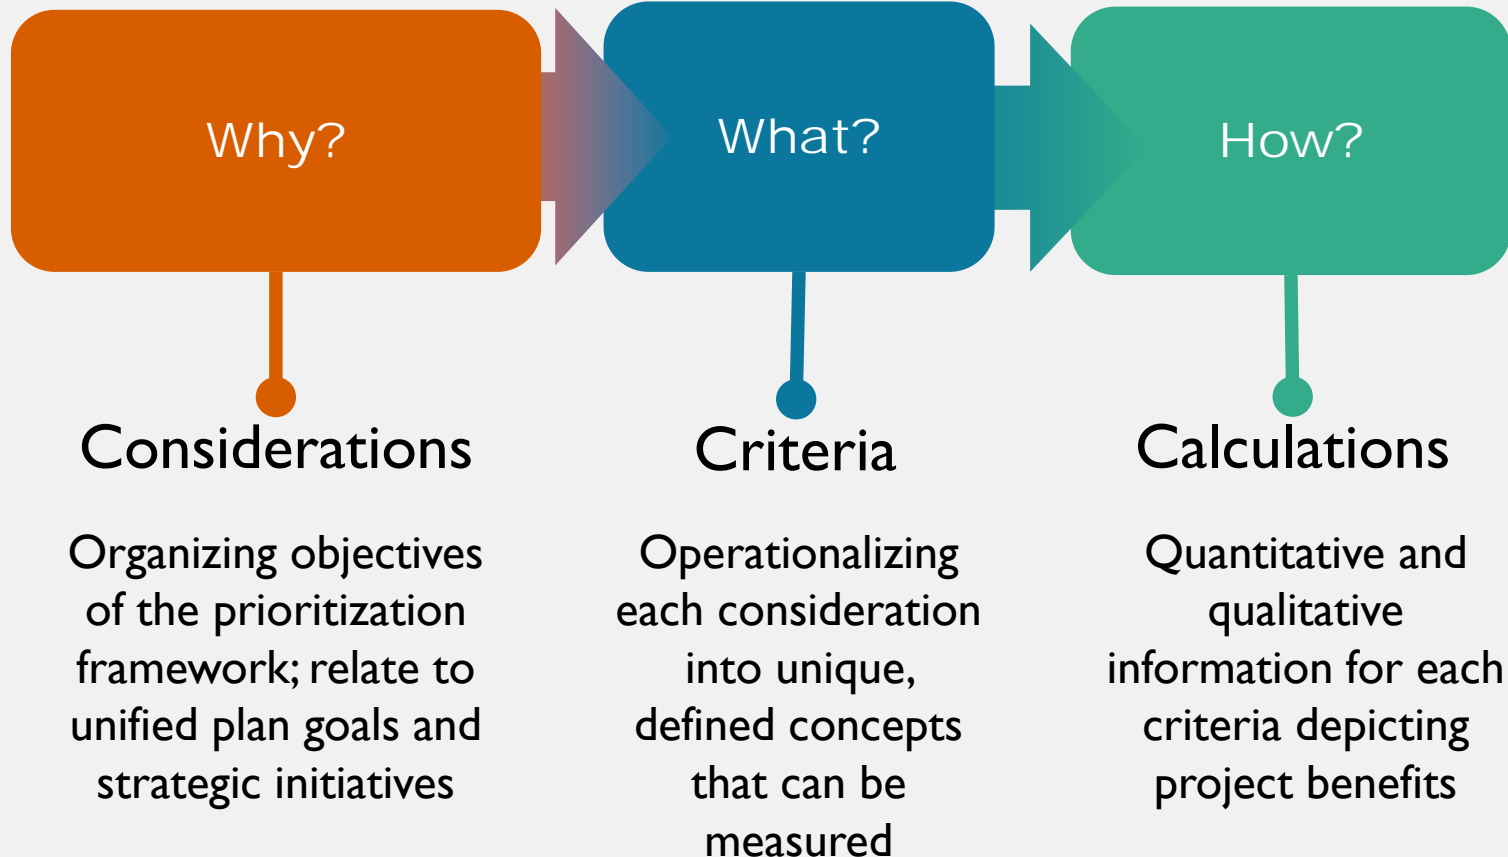 Why?
What?
How?
Considerations
Organizing objectives
of the prioritization
framework; relate to
unified plan goals and
strategic initiatives
Criteria
Operationalizing
each consideration
into unique,
defined concepts
that can be
measured
Calculations
Quantitative and
qualitative
information for each
criteria depicting
project benefits